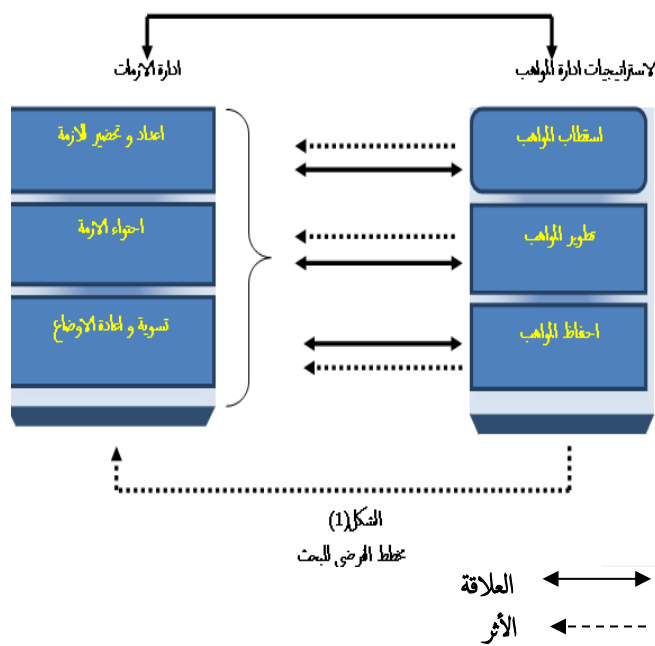 لاستراتيجيات ادارة المواهب
ادارة الازمات
استقطاب المواهب
اعداد و تحضير للازمة
تطوير المواهب
احتواء الازمة
احتفاظ المواهب
تسوية و اعادة الاوضاع
الشكل(1)
مخطط الفرضي للبحث
العلاقة
الأثر